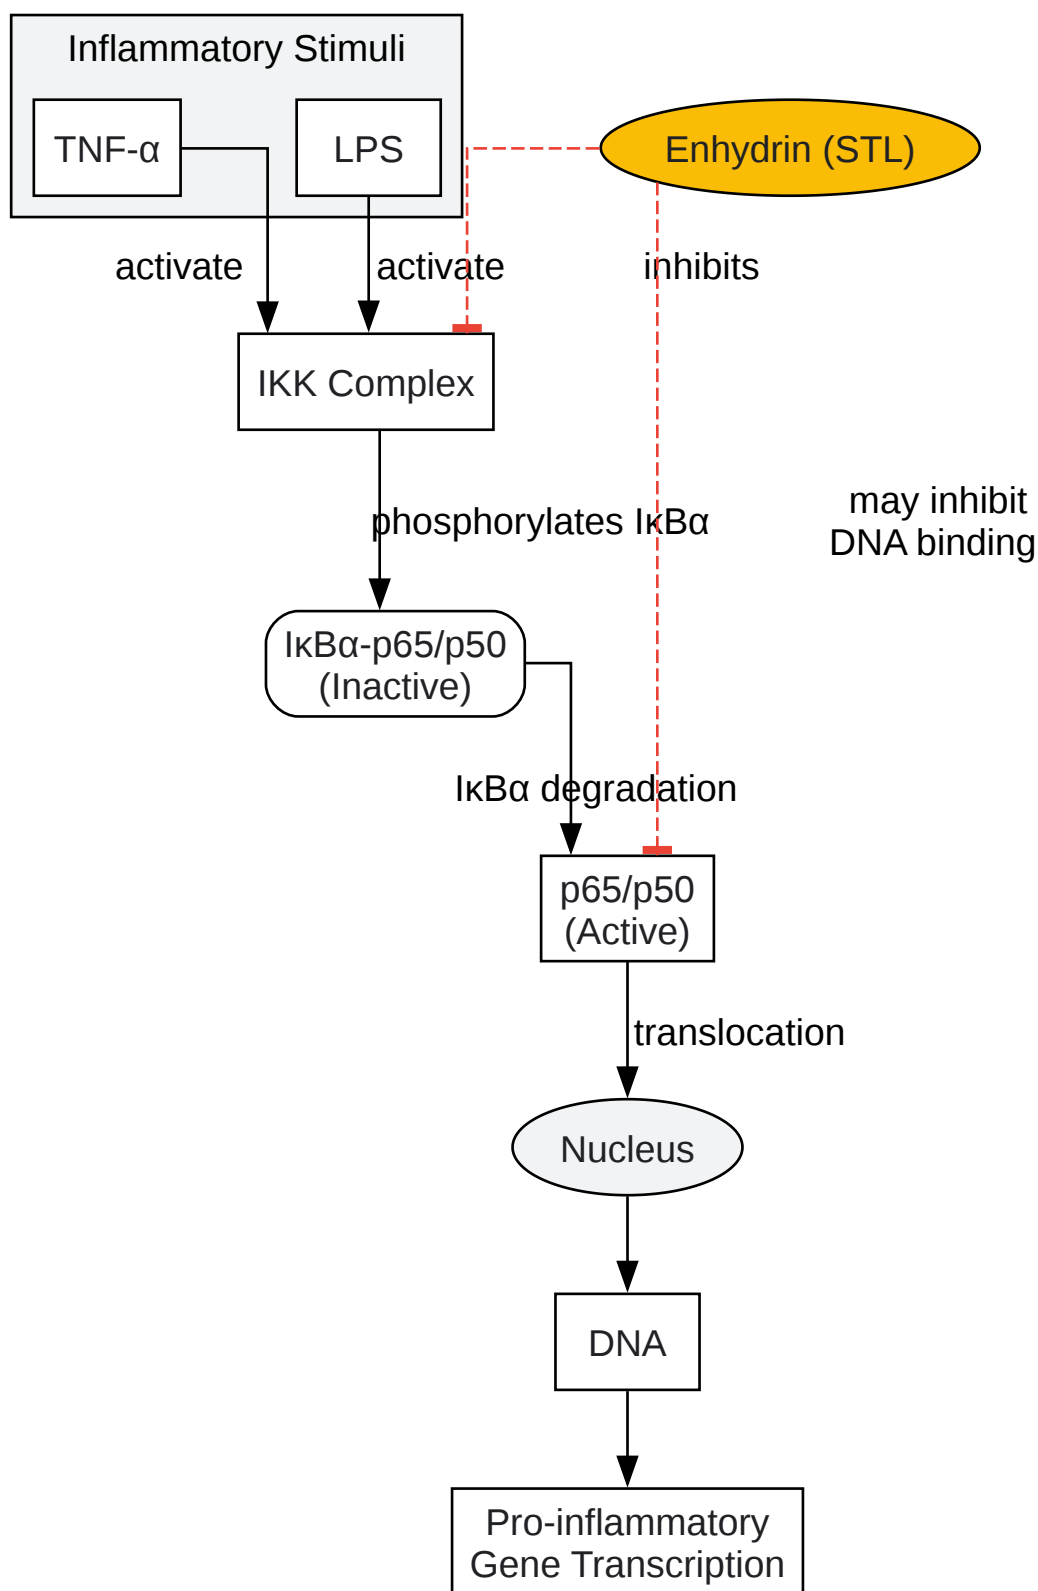 Inflammatory Stimuli
TNF-α
LPS
Enhydrin (STL)
activate
activate
inhibits
IKK Complex
phosphorylates IκBα
may inhibit
DNA binding
IκBα-p65/p50
(Inactive)
IκBα degradation
p65/p50
(Active)
translocation
Nucleus
DNA
Pro-inflammatory
Gene Transcription